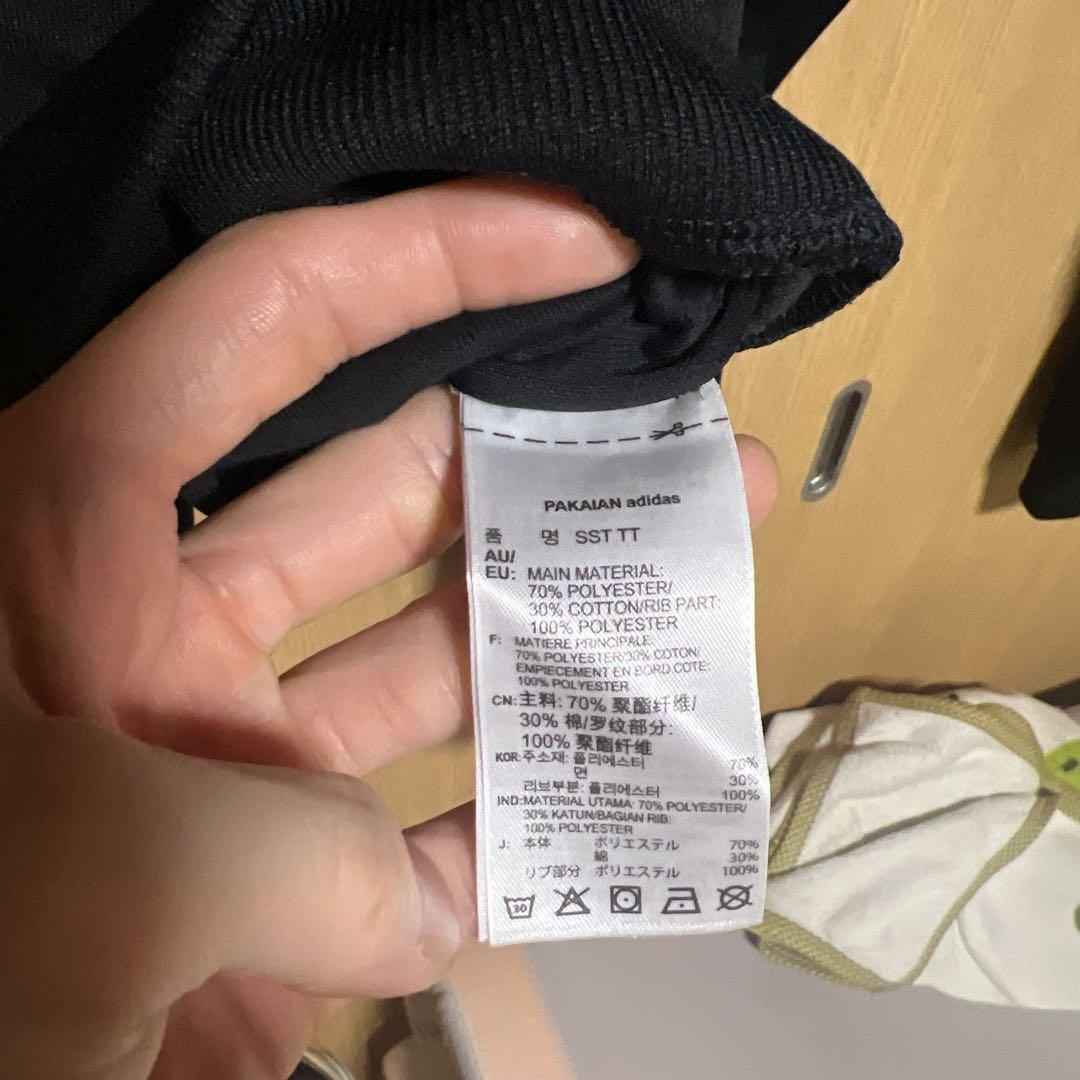 PAKAIAN adidas
품 명 SST TT
AU/
EU: MAIN MATERIAL:
70% POLYESTER/
30% COTTON/RIB PART:
100% POLYESTER
F: MATIERE PRINCIPALE:
70% POLYESTER/30% COTON/
EMPIECEMENT EN BORD COTE:
100% POLYESTER
CN: 主料: 70% 聚酯纤维/
30% 棉/罗纹部分:
100% 聚酯纤维
KOR: 주소재: 폴리에스터 70%
면 30%
리브부분: 폴리에스터 100%
IND: MATERIAL UTAMA: 70% POLYESTER/
30% KATUN/BAGIAN RIB:
100% POLYESTER
J: 本体 ポリエステル 70%
綿 30%
リブ部分 ポリエステル 100%
30